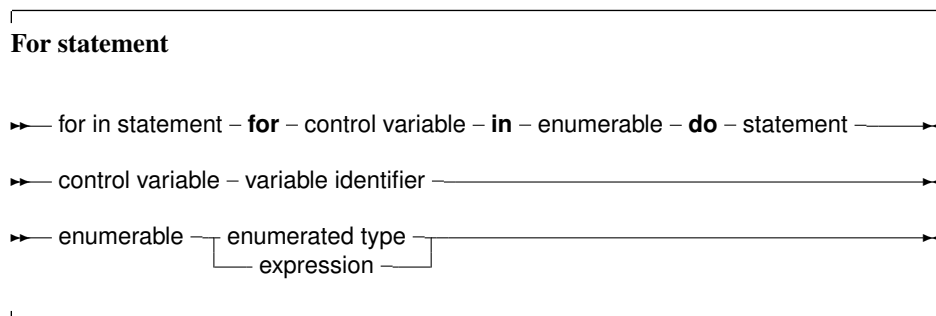 For statement
for in statement – for – control variable – in – enumerable – do – statement
control variable – variable identifier
enumerable – enumerated type
expression